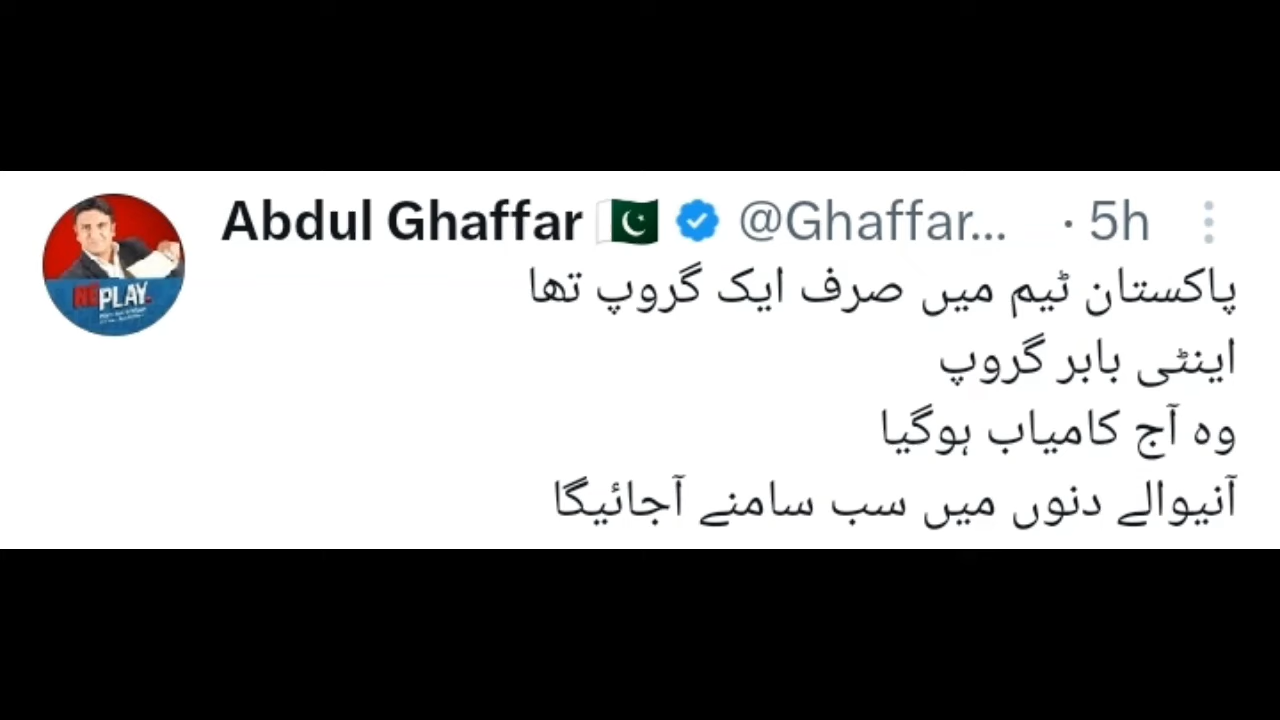 Abdul Ghaffar 🇵🇰 @Ghaffar... · 5h
پاکستان ٹیم میں صرف ایک گروپ تھا
اینٹی بابر گروپ
وہ آج کامیاب ہوگیا
آنیوالے دنوں میں سب سامنے آجائیگا
REPLAY